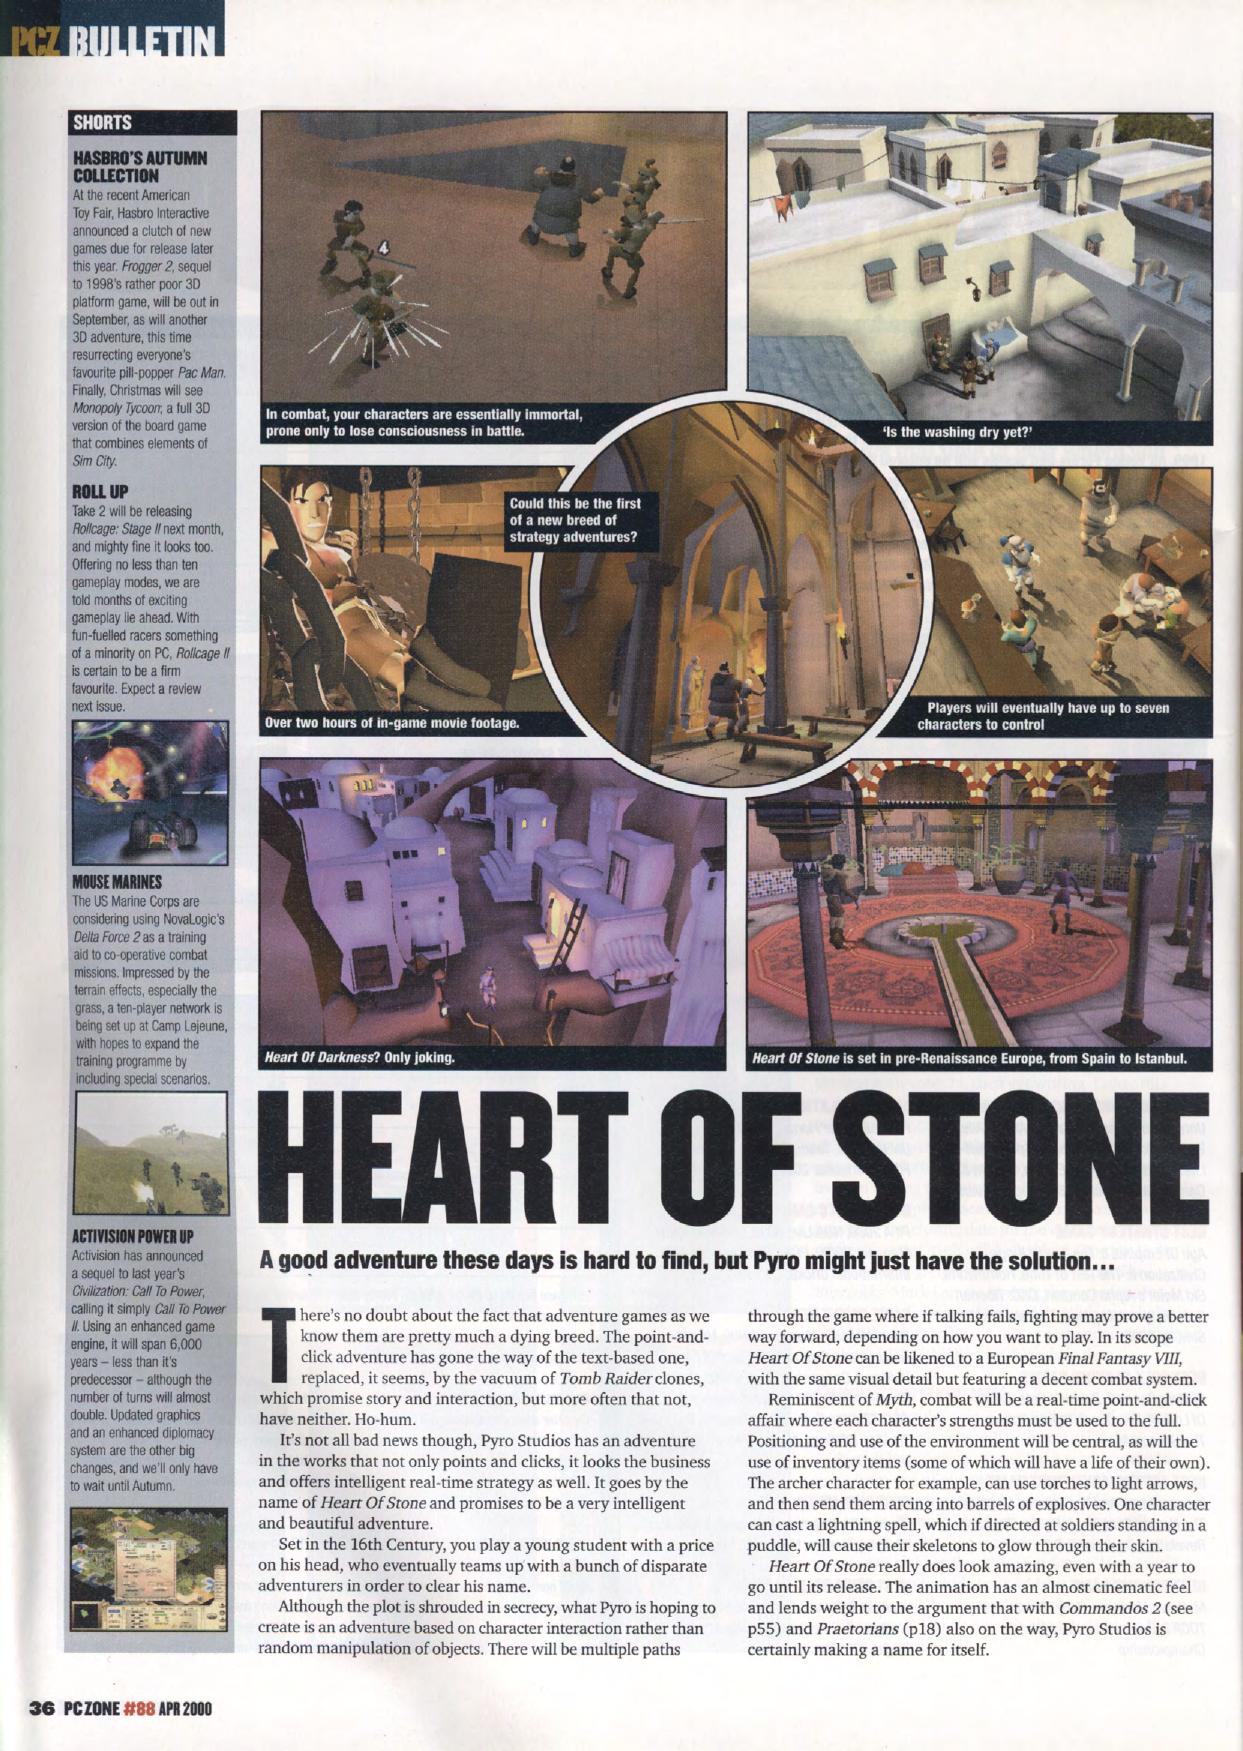 PCZ BULLETIN
SHORTS
HASBRO'S AUTUMN
COLLECTION
At the recent American
Toy Fair, Hasbro Interactive
announced a clutch of new
games due for release later
this year. Frogger 2, sequel
to 1998's rather poor 3D
platform game, will be out in
September, as will another
3D adventure, this time
resurrecting everyone's
favourite pill-popper Pac Man.
Finally, Christmas will see
Monopoly Tycoon, a full 3D
version of the board game
that combines elements of
Sim City.
ROLL UP
Take 2 will be releasing
Rollcage: Stage II next month,
and mighty fine it looks too.
Offering no less than ten
gameplay modes, we are
told months of exciting
gameplay lie ahead. With
fun-fuelled racers something
of a minority on PC, Rollcage II
is certain to be a firm
favourite. Expect a review
next issue.
MOUSE MARINES
The US Marine Corps are
considering using NovaLogic's
Delta Force 2 as a training
aid to co-operative combat
missions. Impressed by the
terrain effects, especially the
grass, a ten-player network is
being set up at Camp Lejeune,
with hopes to expand the
training programme by
including special scenarios.
ACTIVISION POWER UP
Activision has announced
a sequel to last year's
Civilization: Call To Power,
calling it simply Call To Power
II. Using an enhanced game
engine, it will span 6,000
years – less than it's
predecessor – although the
number of turns will almost
double. Updated graphics
and an enhanced diplomacy
system are the other big
changes, and we'll only have
to wait until Autumn.
4
In combat, your characters are essentially immortal,
prone only to lose consciousness in battle.
'Is the washing dry yet?'
Could this be the first
of a new breed of
strategy adventures?
Over two hours of in-game movie footage.
Players will eventually have up to seven
characters to control
Heart Of Darkness? Only joking.
Heart Of Stone is set in pre-Renaissance Europe, from Spain to Istanbul.
HEART OF STONE
A good adventure these days is hard to find, but Pyro might just have the solution...
There's no doubt about the fact that adventure games as we
know them are pretty much a dying breed. The point-and-
click adventure has gone the way of the text-based one,
replaced, it seems, by the vacuum of Tomb Raider clones,
which promise story and interaction, but more often that not,
have neither. Ho-hum.
It's not all bad news though, Pyro Studios has an adventure
in the works that not only points and clicks, it looks the business
and offers intelligent real-time strategy as well. It goes by the
name of Heart Of Stone and promises to be a very intelligent
and beautiful adventure.
Set in the 16th Century, you play a young student with a price
on his head, who eventually teams up with a bunch of disparate
adventurers in order to clear his name.
Although the plot is shrouded in secrecy, what Pyro is hoping to
create is an adventure based on character interaction rather than
random manipulation of objects. There will be multiple paths
through the game where if talking fails, fighting may prove a better
way forward, depending on how you want to play. In its scope
Heart Of Stone can be likened to a European Final Fantasy VIII,
with the same visual detail but featuring a decent combat system.
Reminiscent of Myth, combat will be a real-time point-and-click
affair where each character's strengths must be used to the full.
Positioning and use of the environment will be central, as will the
use of inventory items (some of which will have a life of their own).
The archer character for example, can use torches to light arrows,
and then send them arcing into barrels of explosives. One character
can cast a lightning spell, which if directed at soldiers standing in a
puddle, will cause their skeletons to glow through their skin.
Heart Of Stone really does look amazing, even with a year to
go until its release. The animation has an almost cinematic feel
and lends weight to the argument that with Commandos 2 (see
p55) and Praetorians (p18) also on the way, Pyro Studios is
certainly making a name for itself.
36 PC ZONE #88 APR 2000